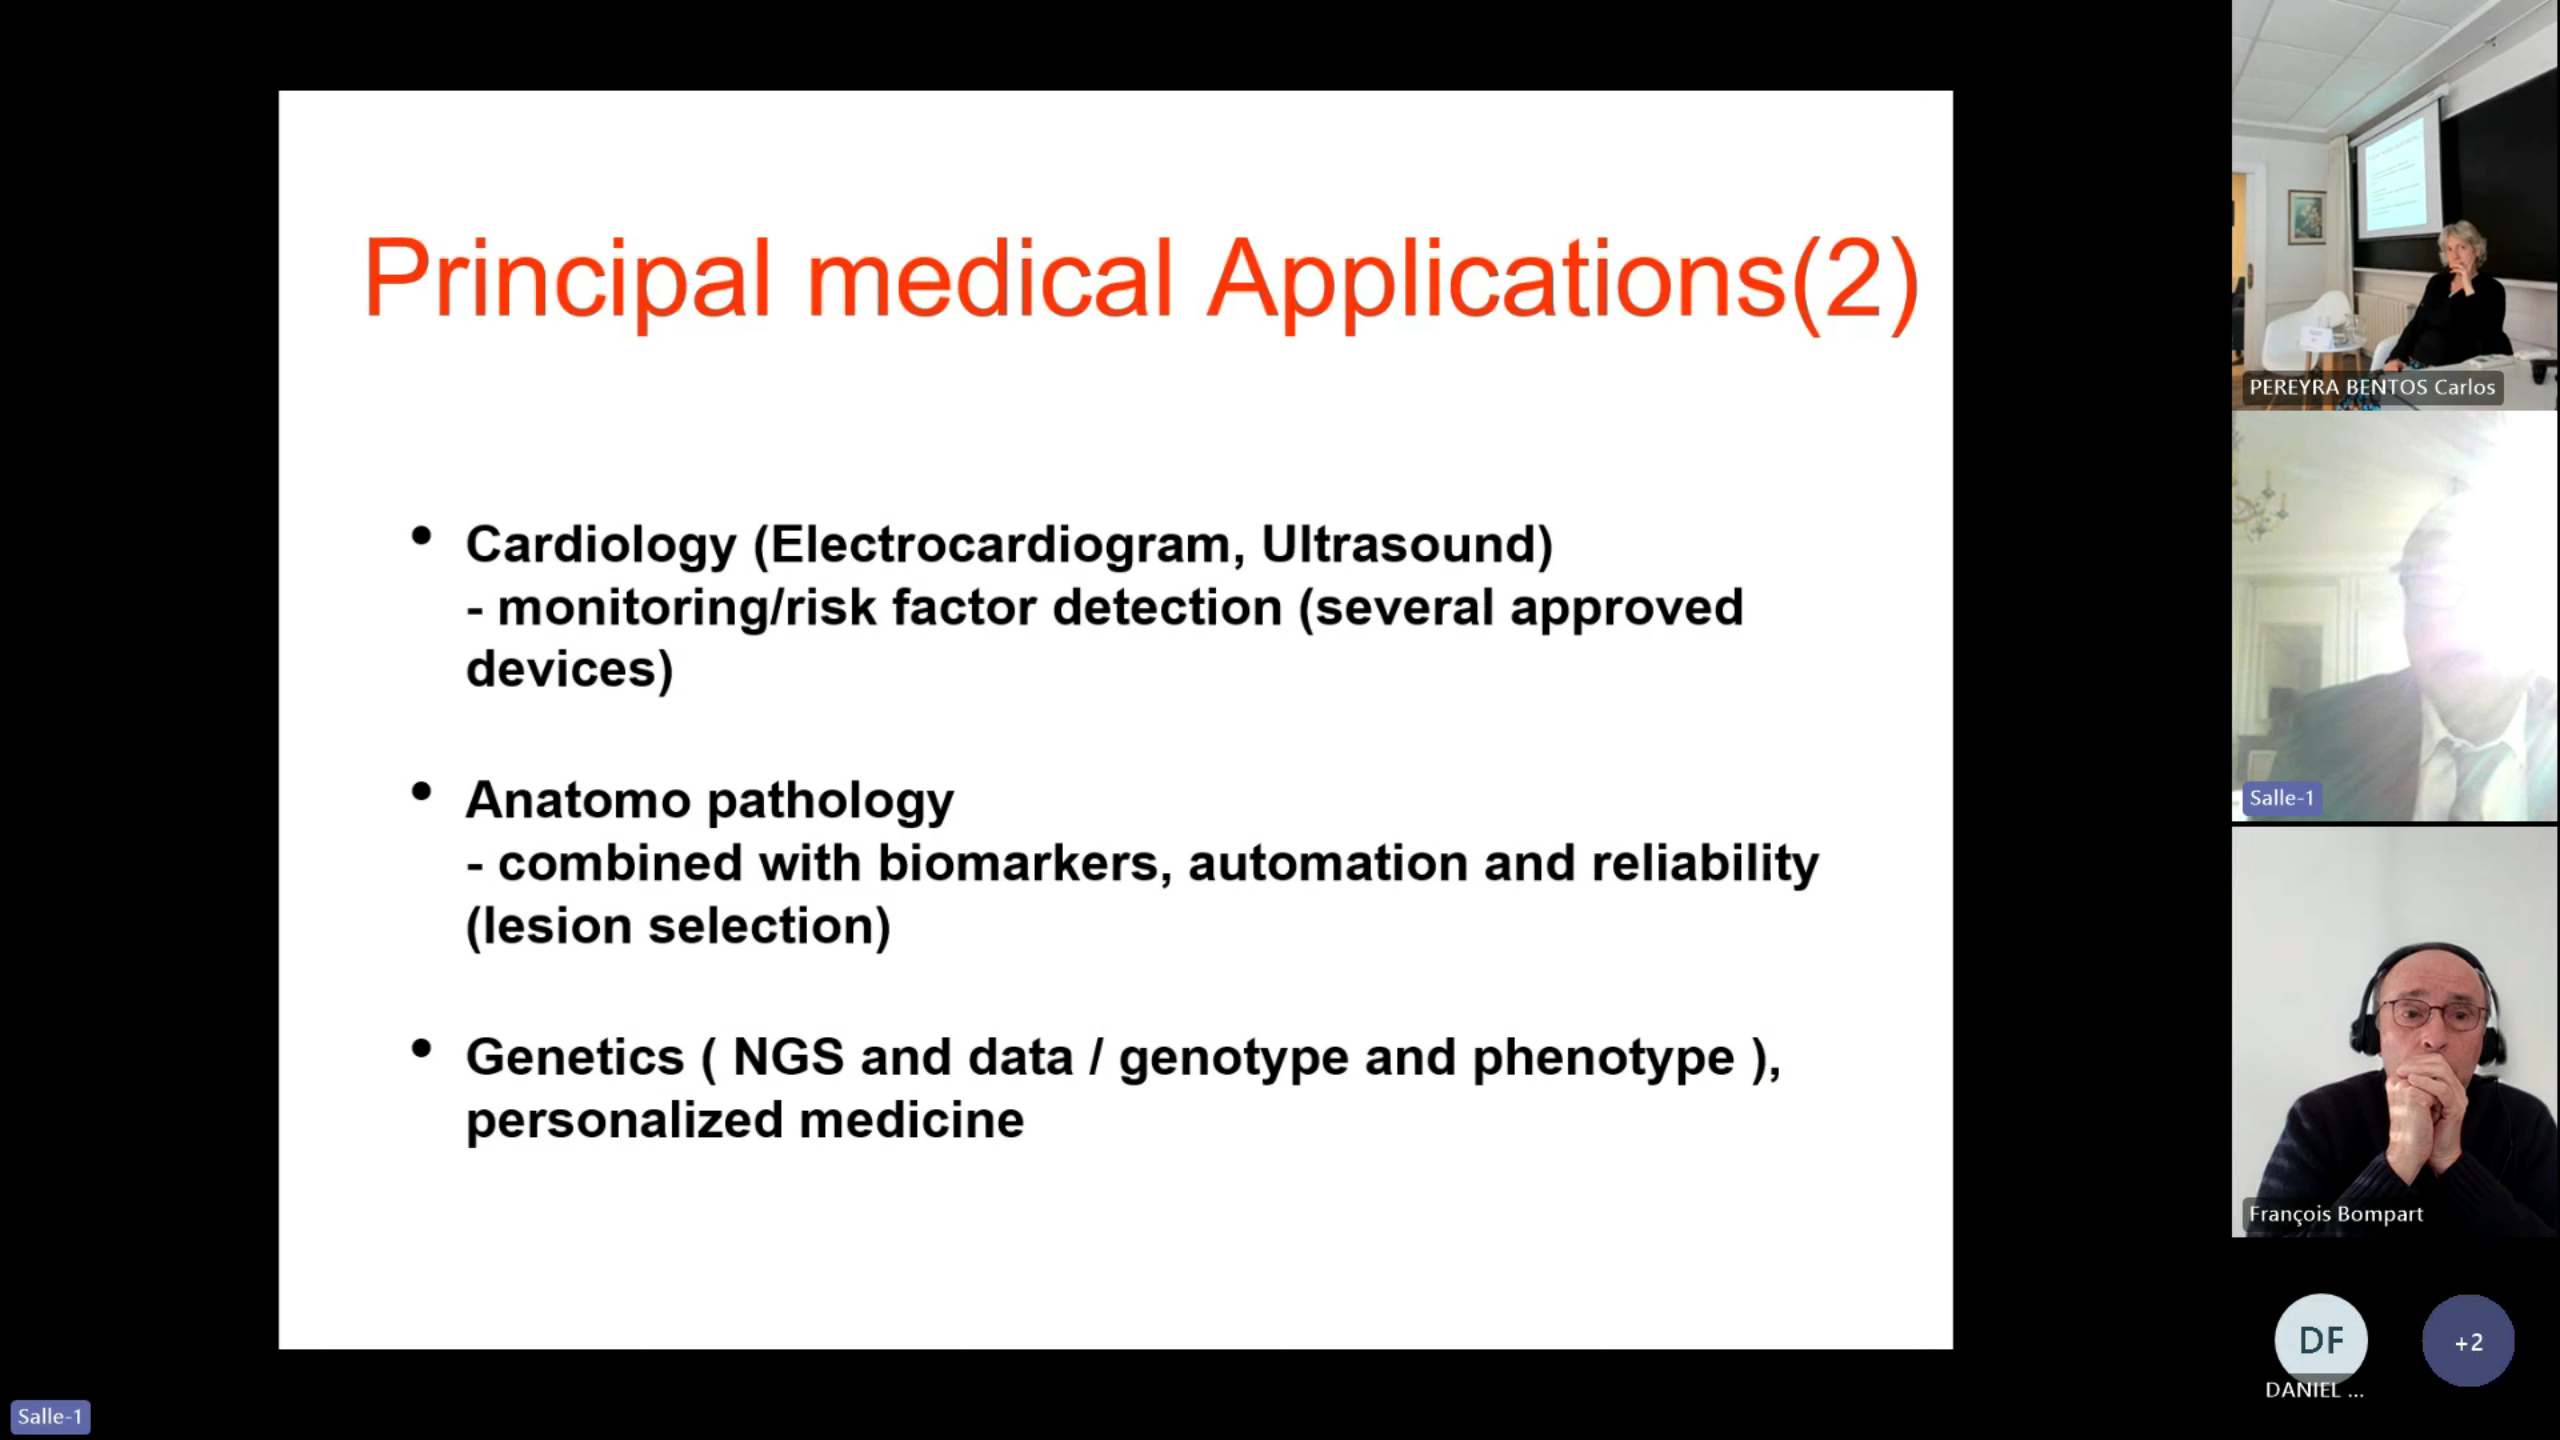 Principal medical Applications(2)
• Cardiology (Electrocardiogram, Ultrasound)
- monitoring/risk factor detection (several approved
devices)
• Anatomo pathology
- combined with biomarkers, automation and reliability
(lesion selection)
• Genetics ( NGS and data / genotype and phenotype ),
personalized medicine
PEREYRA BENTOS Carlos
Salle-1
François Bompart
DF
DANIEL ...
+2
Salle-1